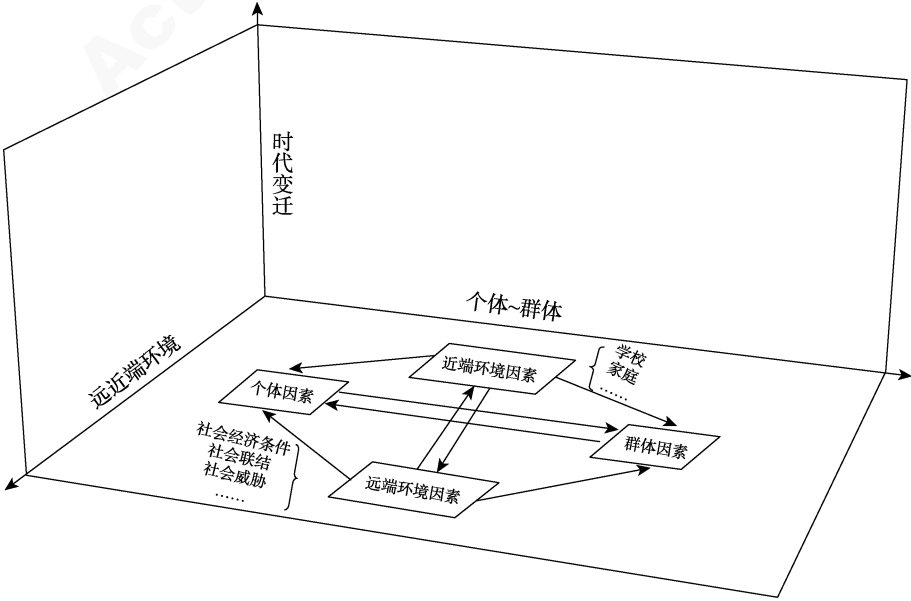 Act
时代变迁
个体~群体
远近端环境
近端环境因素
学校
家庭
……
个体因素
群体因素
社会经济条件
社会联结
社会威胁
……
远端环境因素